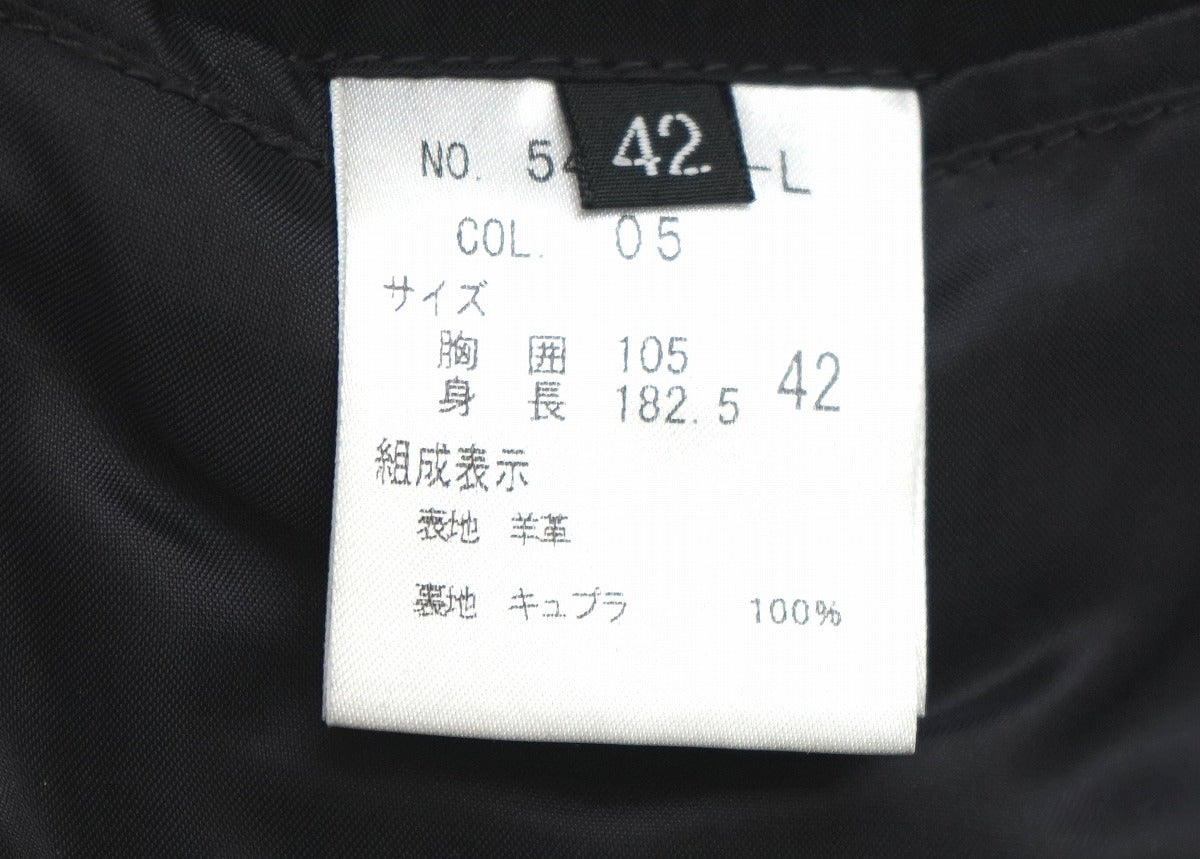 42
NO. 54 -L
COL. 05
サイズ
胸 囲 105
身 長 182.5 42
組成表示
表地 羊革
裏地 キュプラ 100%